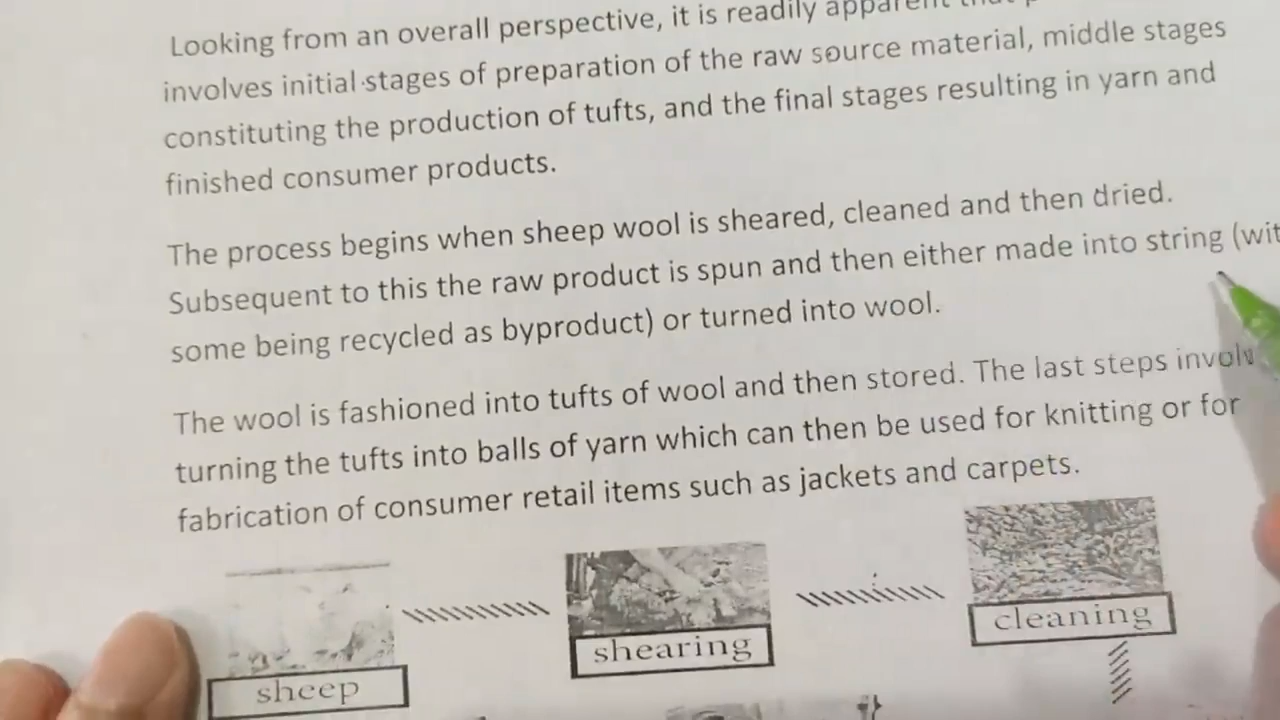 Looking from an overall perspective, it is readily apparent
involves initial stages of preparation of the raw source material, middle stages
constituting the production of tufts, and the final stages resulting in yarn and
finished consumer products.
The process begins when sheep wool is sheared, cleaned and then dried.
Subsequent to this the raw product is spun and then either made into string (wit
some being recycled as byproduct) or turned into wool.
The wool is fashioned into tufts of wool and then stored. The last steps involv
turning the tufts into balls of yarn which can then be used for knitting or for
fabrication of consumer retail items such as jackets and carpets.
sheep
shearing
cleaning